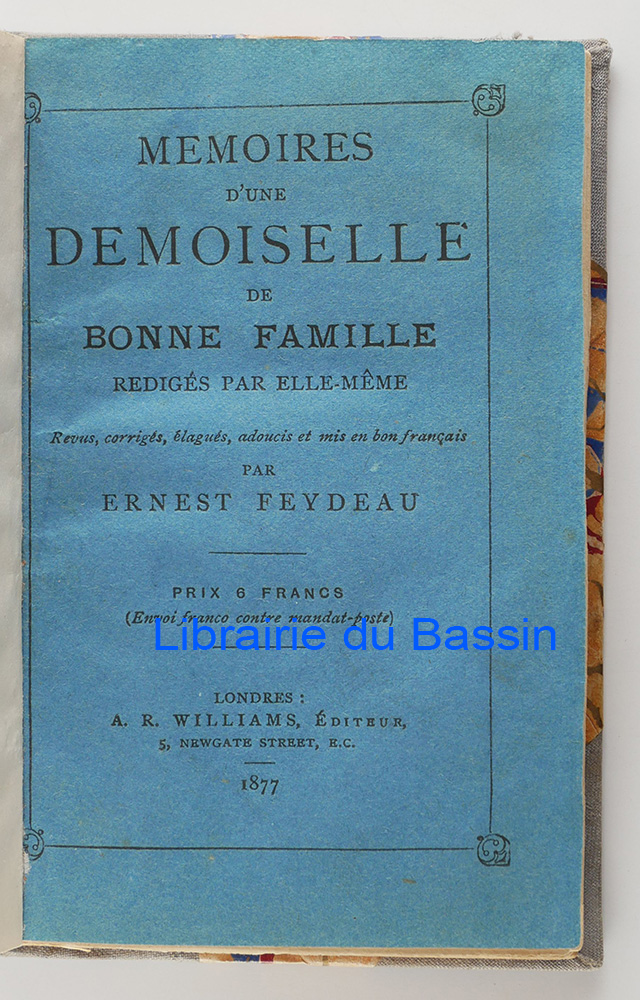 MEMOIRES
D'UNE
DEMOISELLE
DE
BONNE FAMILLE
REDIGÉS PAR ELLE-MÊME
Revus, corrigés, élagués, adoucis et mis en bon français
PAR
ERNEST FEYDEAU
PRIX 6 FRANCS
(Envoi franco contre mandat-poste)
Librairie du Bassin
LONDRES :
A. R. WILLIAMS, ÉDITEUR,
5, NEWGATE STREET, E.C.
1877